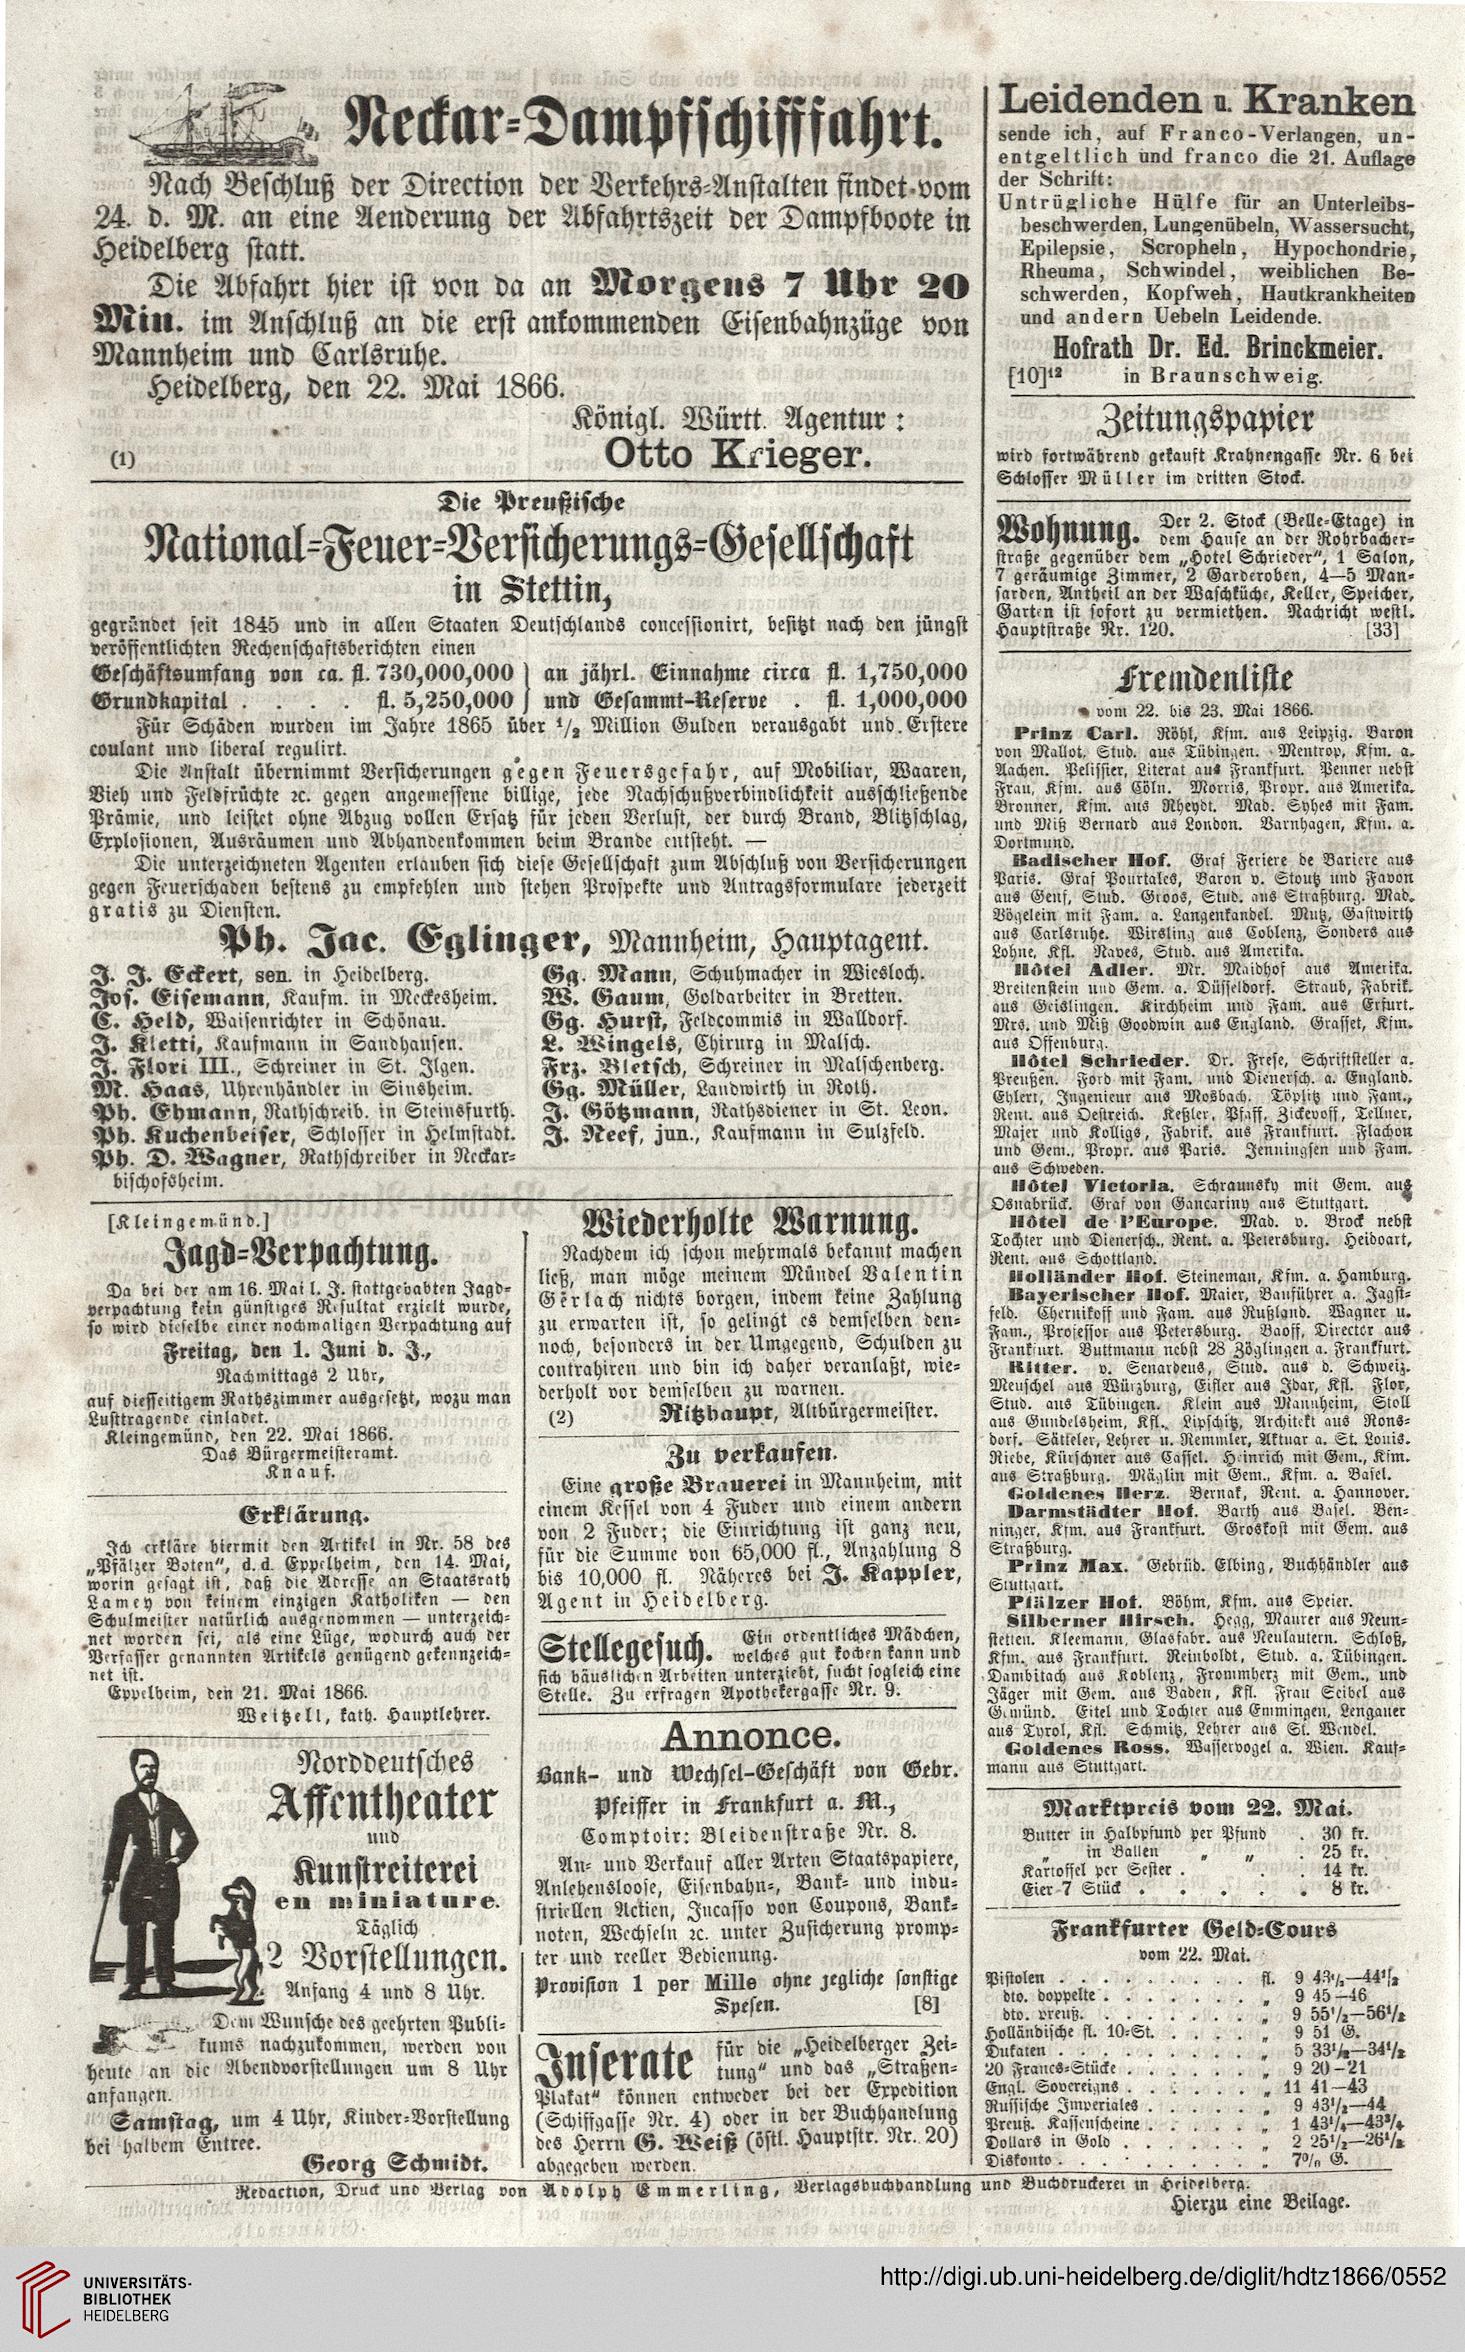 Neckar-Dampfschifffahrt.
Nach Beschluß der Direction der Verkehrs-Anstalten findet vom
24. d. M. an eine Aenderung der Abfahrtszeit der Dampfboote in
Heidelberg statt.
Die Abfahrt hier ist von da an Morgens 7 Uhr 20
Min. im Anschluß an die erst ankommenden Eisenbahnzüge von
Mannheim und Carlsruhe.
Heidelberg, den 22. Mai 1866.
Königl. Württ. Agentur:
(1) Otto Krieger.
Die Preußische
National-Feuer-Versicherungs-Gesellschaft
in Stettin,
gegründet seit 1845 und in allen Staaten Deutschlands concessionirt, besitzt nach den jüngst
veröffentlichten Rechenschaftsberichten einen
Geschäftsumfang von ca. fl. 730,000,000 | an jährl. Einnahme circa fl. 1,750,000
Grundkapital . . . . fl. 5,250,000 | und Gesammt-Reserve . fl. 1,000,000
Für Schäden wurden im Jahre 1865 über 1/2 Million Gulden verausgabt und Erstere
coulant und liberal regulirt.
Die Anstalt übernimmt Versicherungen gegen Feuersgefahr, auf Mobiliar, Waaren,
Vieh und Feldfrüchte ꝛc. gegen angemessene billige, jede Nachschußverbindlichkeit ausschließende
Prämie, und leistet ohne Abzug vollen Ersatz für jeden Verlust, der durch Brand, Blitzschlag,
Explosionen, Ausräumen und Abhandenkommen beim Brande entsteht. —
Die unterzeichneten Agenten erlauben sich diese Gesellschaft zum Abschluß von Versicherungen
gegen Feuerschaden bestens zu empfehlen und stehen Prospekte und Antragsformulare jederzeit
gratis zu Diensten.
Ph. Jac. Eglinger, Mannheim, Hauptagent.
J. J. Eckert, sen. in Heidelberg.
Jos. Eisemann, Kaufm. in Meckesheim.
C. Held, Waisenrichter in Schönau.
J. Kletti, Kaufmann in Sandhausen.
J. Flori III., Schreiner in St. Ilgen.
M. Haas, Uhrenhändler in Sinsheim.
Ph. Ehmann, Rathschreib. in Steinsfurth.
Ph. Kuchenbeiser, Schlosser in Helmstadt.
Ph. D. Wagner, Rathschreiber in Neckar-
bischofsheim.
Gg. Mann, Schuhmacher in Wiesloch.
W. Gaum, Goldarbeiter in Bretten.
Gg. Hurst, Feldcommis in Walldorf.
L. Wingels, Chirurg in Malsch.
Frz. Bletsch, Schreiner in Malschenberg.
Gg. Müller, Landwirth in Roth.
J. Götzmann, Rathsdiener in St. Leon.
J. Neef, jun., Kaufmann in Sulzfeld.
[Kleingemünd.]
Jagd-Verpachtung.
Da bei der am 16. Mai l. J. stattgehabten Jagd-
verpachtung kein günstiges Resultat erzielt wurde,
so wird dieselbe einer nochmaligen Verpachtung auf
Freitag, den 1. Juni d. J.,
Nachmittags 2 Uhr,
auf diesseitigem Rathszimmer ausgesetzt, wozu man
Lusttragende einladet.
Kleingemünd, den 22. Mai 1866.
Das Bürgermeisteramt.
Knauf.
Erklärung.
Ich erkläre hiermit den Artikel in Nr. 58 des
„Pfälzer Boten“, d. d. Eppelheim, den 14. Mai,
worin gesagt ist, daß die Adresse an Staatsrath
Lamey von keinem einzigen Katholiken — den
Schulmeister natürlich ausgenommen — unterzeich-
net worden sei, als eine Lüge, wodurch auch der
Verfasser genannten Artikels genügend gekennzeich-
net ist.
Eppelheim, den 21. Mai 1866.
Weitzell, kath. Hauptlehrer.
Norddeutsches
Affentheater
und
Kunstreiterei
en miniature.
Täglich
2 Vorstellungen.
Anfang 4 und 8 Uhr.
Dem Wunsche des geehrten Publi-
kums nachzukommen, werden von
heute an die Abendvorstellungen um 8 Uhr
anfangen.
Samstag, um 4 Uhr, Kinder-Vorstellung
bei halbem Entree.
Georg Schmidt.
Wiederholte Warnung.
Nachdem ich schon mehrmals bekannt machen
ließ, man möge meinem Mündel Valentin
Gerlach nichts borgen, indem keine Zahlung
zu erwarten ist, so gelingt es demselben den-
noch, besonders in der Umgegend, Schulden zu
contrahiren und bin ich daher veranlaßt, wie-
derholt vor demselben zu warnen.
(2) Ritzhaupt, Altbürgermeister.
Zu verkaufen.
Eine große Brauerei in Mannheim, mit
einem Kessel von 4 Fuder und einem andern
von 2 Fuder; die Einrichtung ist ganz neu,
für die Summe von 65,000 fl., Anzahlung 8
bis 10,000 fl. Näheres bei J. Kappler,
Agent in Heidelberg.
Stellegesuch. Ein ordentliches Mädchen,
welches gut kochen kann und
sich häuslichen Arbeiten unterzieht, sucht sogleich eine
Stelle. Zu erfragen Apothekergasse Nr. 9.
Annonce.
Bank- und Wechsel-Geschäft von Gebr.
Pfeiffer in Frankfurt a. M.,
Comptoir: Bleidenstraße Nr. 8.
An- und Verkauf aller Arten Staatspapiere,
Anlehensloose, Eisenbahn-, Bank- und indu-
striellen Actien, Incasso von Coupons, Bank-
noten, Wechseln ꝛc. unter Zusicherung promp-
ter und reeller Bedienung.
Provision 1 per Mille ohne jegliche sonstige
Spesen. [8]
Inserate für die „Heidelberger Zei-
tung“ und das „Straßen-
Plakat“ können entweder bei der Expedition
(Schiffgasse Nr. 4) oder in der Buchhandlung
des Herrn G. Weiß (östl. Hauptstr. Nr. 20)
abgegeben werden.
Leidenden u. Kranken
sende ich, auf Franco-Verlangen, un-
entgeltlich und franco die 21. Auflage
der Schrift:
Untrügliche Hülfe für an Unterleibs-
beschwerden, Lungenübeln, Wassersucht,
Epilepsie, Scropheln, Hypochondrie,
Rheuma, Schwindel, weiblichen Be-
schwerden, Kopfweh, Hautkrankheiten
und andern Uebeln Leidende.
Hofrath Dr. Ed. Brinckmeier.
[10]12 in Braunschweig.
Zeitungspapier
wird fortwährend gekauft Krahnengasse Nr. 6 bei
Schlosser Müller im dritten Stock.
Wohnung. Der 2. Stock (Belle-Etage) in
dem Hause an der Rohrbacher-
straße gegenüber dem „Hotel Schrieder“, 1 Salon,
7 geräumige Zimmer, 2 Garderoben, 4—5 Man-
sarden, Antheil an der Waschküche, Keller, Speicher,
Garten ist sofort zu vermiethen. Nachricht westl.
Hauptstraße Nr. 120. [33]
Fremdenliste
vom 22. bis 23. Mai 1866.
Prinz Carl. Röhl, Kfm. aus Leipzig. Baron
von Mallot, Stud. aus Tübingen. Mentrop, Kfm. a.
Aachen. Pelissier, Literat aus Frankfurt. Penner nebst
Frau, Kfm. aus Cöln. Morris, Propr. aus Amerika.
Bronner, Kfm. aus Rheydt. Mad. Syhes mit Fam.
und Miß Bernard aus London. Varnhagen, Kfm. a.
Dortmund.
Badischer Hof. Graf Feriere de Bariere aus
Paris. Graf Pourtales, Baron v. Stoutz und Favon
aus Genf, Stud. Groos, Stud. aus Straßburg. Mad.
Vögelein mit Fam. a. Langenkandel. Mutz, Gastwirth
aus Carlsruhe. Wirsling aus Coblenz, Sonders aus
Lohne, Kfl. Naves, Stud. aus Amerika.
Hôtel Adler. Mr. Maidhof aus Amerika.
Breitenstein und Gem. a. Düsseldorf. Straub, Fabrik.
aus Geislingen. Kirchheim und Fam. aus Erfurt.
Mrs. und Miß Goodwin aus England. Grasset, Kfm.
aus Offenburg.
Hôtel Schrieder. Dr. Frese, Schriftsteller a.
Preußen. Ford mit Fam. und Dienersch. a. England.
Ehlert, Ingenieur aus Mosbach. Töplitz und Fam.,
Rent. aus Oestreich. Keßler, Pfaff, Zickevoff, Tellner,
Majer und Kolligs, Fabrik. aus Frankfurt. Flachon
und Gem., Propr. aus Paris. Jenningsen und Fam.
aus Schweden.
Hôtel Victoria. Schraunsky mit Gem. aus
Osnabrück. Graf von Gancariny aus Stuttgart.
Hôtel de l'Europe. Mad. v. Brock nebst
Tochter und Dienersch., Rent. a. Petersburg. Heidoart,
Rent. aus Schottland.
Holländer Hof. Steineman, Kfm. a. Hamburg.
Bayerischer Hof. Maier, Bauführer a. Jagst-
feld. Chernikoff und Fam. aus Rußland. Wagner u.
Fam., Professor aus Petersburg. Baoff, Director aus
Frankfurt. Buttmann nebst 28 Zöglingen a. Frankfurt.
Ritter. v. Senardens, Stud. aus d. Schweiz.
Meuschel aus Würzburg, Eisler aus Idar, Kfl. Flor,
Stud. aus Tübingen. Klein aus Mannheim, Stoll
aus Gundelsheim, Kfl. Lipschitz, Architekt aus Rons-
dorf. Sätteler, Lehrer u. Remmler, Aktuar a. St. Louis.
Riebe, Kürschner aus Cassel. Heinrich mit Gem., Kfm.
aus Straßburg. Mäglin mit Gem., Kfm. a. Basel.
Goldenes Herz. Bernak, Rent. a. Hannover.
Darmstädter Hof. Barth aus Basel. Ben-
ninger, Kfm. aus Frankfurt. Groskost mit Gem. aus
Straßburg.
Prinz Max. Gebrüd. Elbing, Buchhändler aus
Stuttgart.
Pfälzer Hof. Böhm, Kfm. aus Speier.
Silberner Hirsch. Hegg, Maurer aus Neun-
stetten. Kleemann, Glasfabr. aus Neulautern. Schloß,
Kfm. aus Frankfurt. Reinboldt, Stud. a. Tübingen.
Dambitach aus Koblenz, Frommherz mit Gem., und
Jäger mit Gem. aus Baden, Kfl. Frau Seibel aus
Gemünd. Eitel und Tochter aus Emmingen, Lengauer
aus Tyrol, Kfl. Schmitz, Lehrer aus St. Wendel.
Goldenes Ross. Wasservogel a. Wien. Kauf-
mann aus Stuttgart.
Marktpreis vom 22. Mai.
Butter in Halbpfund per Pfund . 30 kr.
„ in Ballen „ „ . 25 kr.
Kartoffel per Sester . . . 14 kr.
Eier 7 Stück . . . . . 8 kr.
Frankfurter Geld-Cours
vom 22. Mai.
Pistolen . . . . . . . . . fl. 9 43 1/2—44 1/2
dto. doppelte . . . . . . . „ 9 45—46
dto. preuß. . . . . . . . . „ 9 55 1/2—56 1/2
Holländische fl. 10-St. . . . . „ 9 51 G.
Dukaten . . . . . . . . . „ 5 33 1/2—34 1/2
20 Francs-Stücke . . . . . . „ 9 20—21
Engl. Sovereigns . . . . . . „ 11 41—43
Russische Imperiales . . . . . „ 9 43 1/2—44
Preuß. Kassenscheine . . . . . „ 1 43 1/4—43 3/4
Dollars in Gold . . . . . . „ 2 25 1/2—26 1/2
Diskonto . . . . . . . . „ 7% G.
Redaction, Druck und Verlag von Adolph Emmerling, Verlagsbuchhandlung und Buchdruckerei in Heidelberg.
Hierzu eine Beilage.
UNIVERSITÄTS-
BIBLIOTHEK
HEIDELBERG
http://digi.ub.uni-heidelberg.de/diglit/hdtz1866/0552